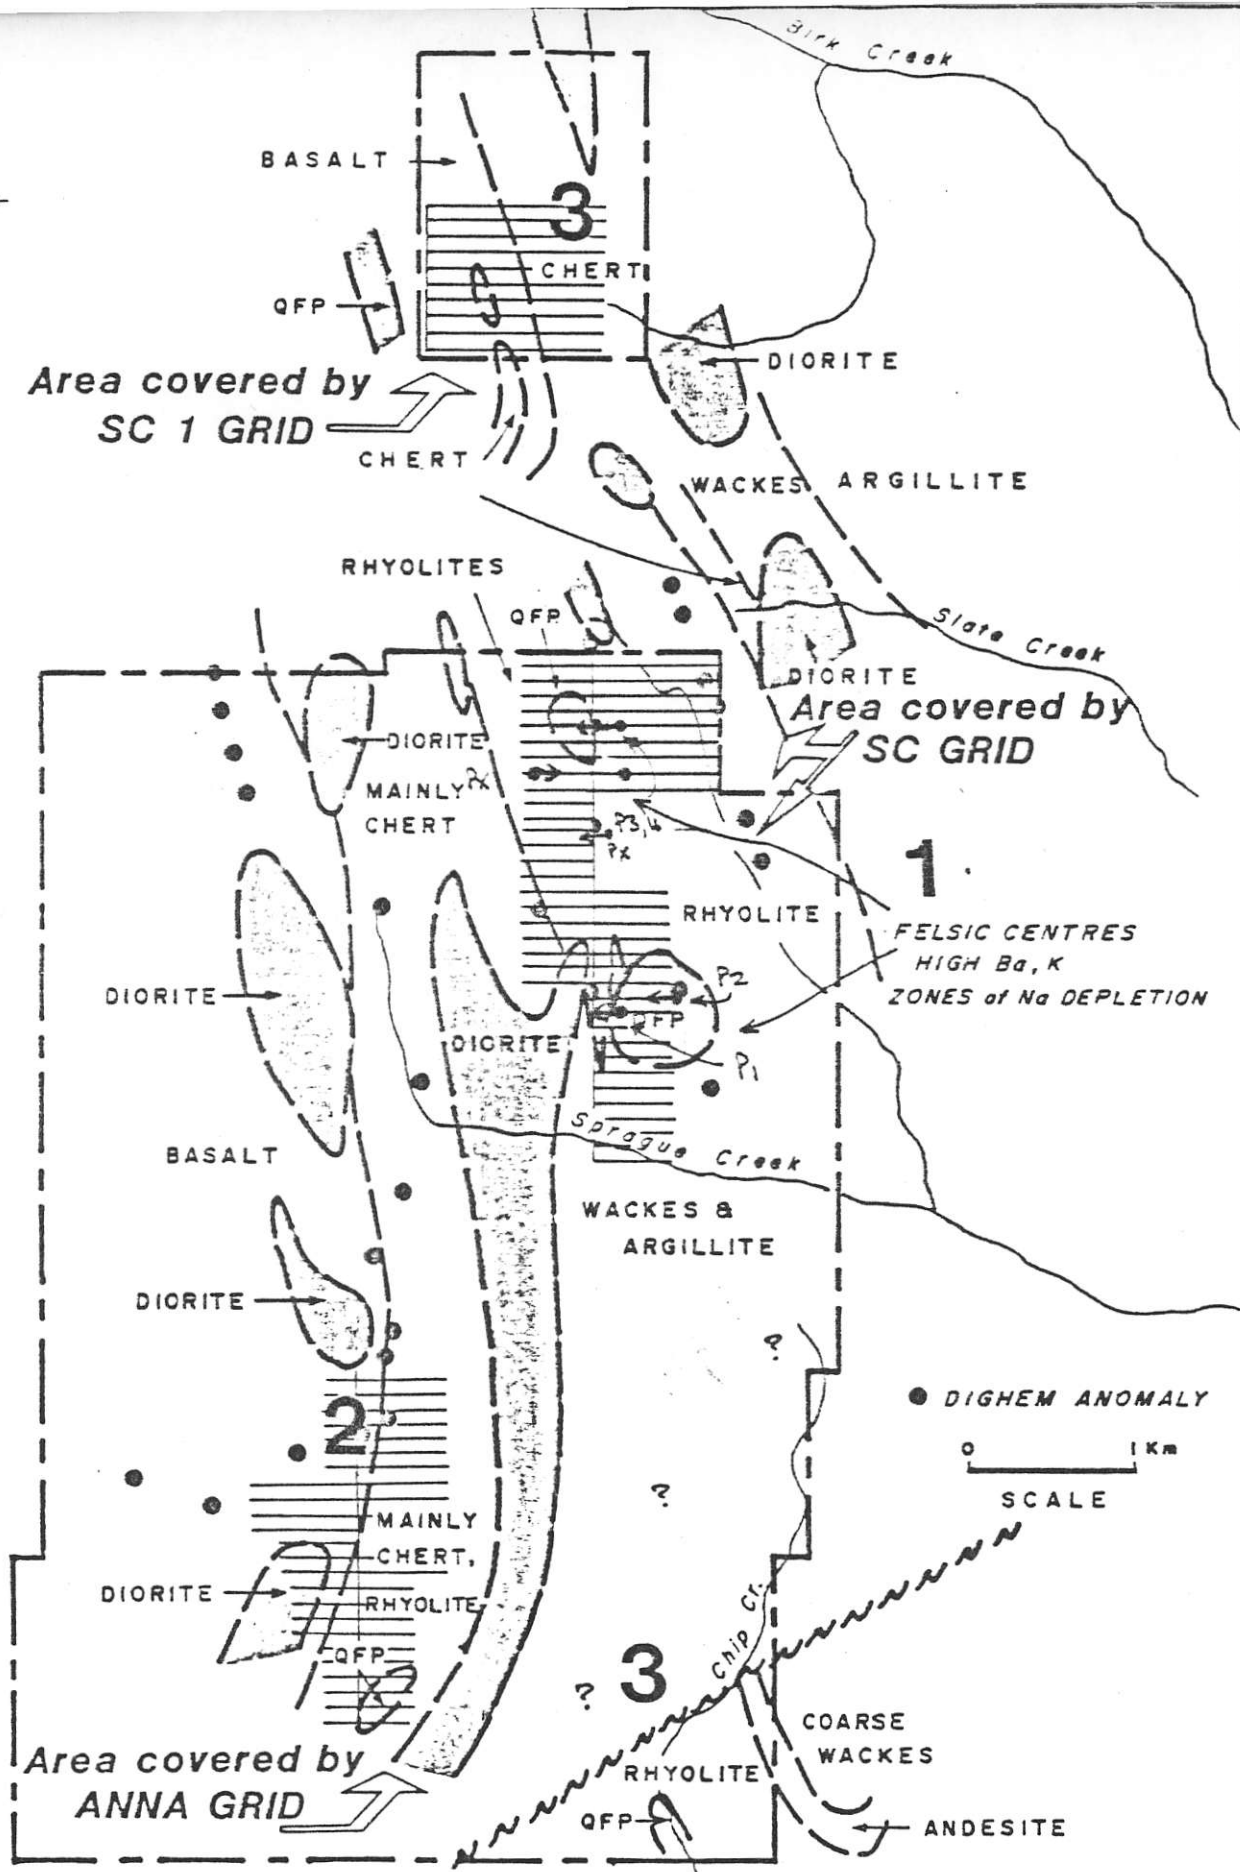 Birk Creek
BASALT
3
CHERT
QFP
DIORITE
Area covered by
SC 1 GRID
CHERT
WACKES
ARGILLITE
RHYOLITES
QFP
Slate Creek
DIORITE
Area covered by
SC GRID
DIORITE
MAINLY
CHERT
Px
P3,4
Px
1
RHYOLITE
FELSIC CENTRES
HIGH Ba, K
ZONES of Na DEPLETION
P2
DIORITE
QFP
DIORITE
P1
Sprague Creek
BASALT
WACKES &
ARGILLITE
DIORITE
?
DIGHEM ANOMALY
2
0 1 Km
SCALE
?
MAINLY
CHERT,
RHYOLITE
DIORITE
QFP
Chip Cr.
?
3
COARSE
WACKES
Area covered by
ANNA GRID
RHYOLITE
QFP
ANDESITE